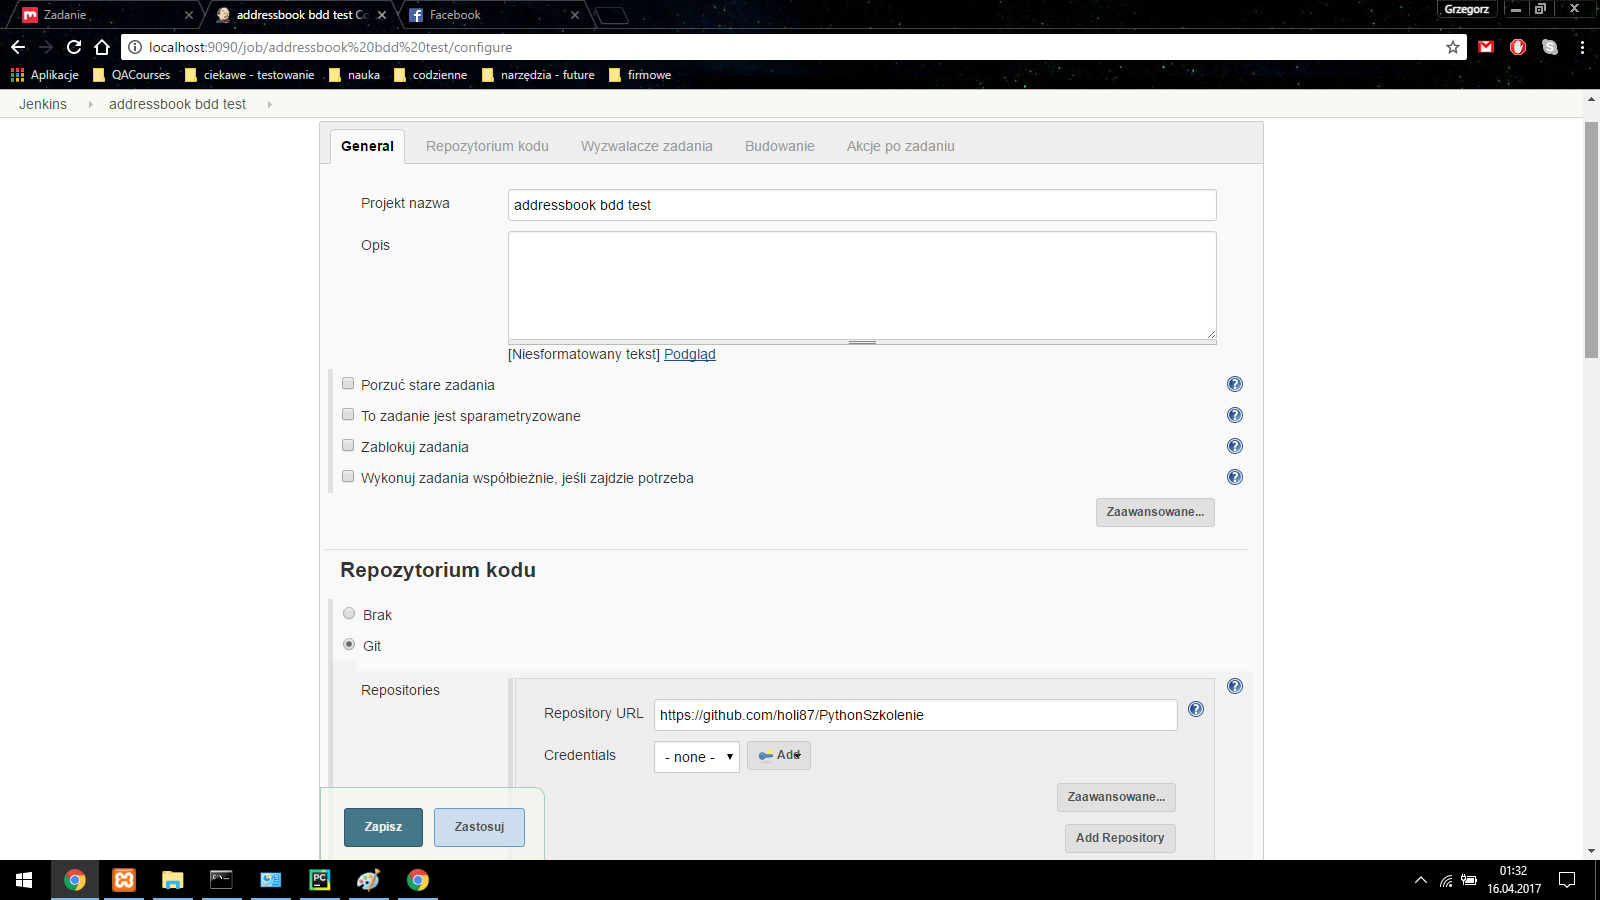 Zadanie
addressbook bdd test Co
Facebook
Grzegorz
localhost:9090/job/addressbook%20bdd%20test/configure
Aplikacje
QACourses
ciekawe - testowanie
nauka
codzienne
narzędzia - future
firmowe
Jenkins
addressbook bdd test
General
Repozytorium kodu
Wyzwalacze zadania
Budowanie
Akcje po zadaniu
Projekt nazwa
addressbook bdd test
Opis
[Niesformatowany tekst] Podgląd
Porzuć stare zadania
To zadanie jest sparametryzowane
Zablokuj zadania
Wykonuj zadania współbieżnie, jeśli zajdzie potrzeba
Zaawansowane...
Repozytorium kodu
Brak
Git
Repositories
Repository URL
https://github.com/holi87/PythonSzkolenie
Credentials
- none -
Add
Zaawansowane...
Add Repository
Zapisz
Zastosuj
01:32
16.04.2017